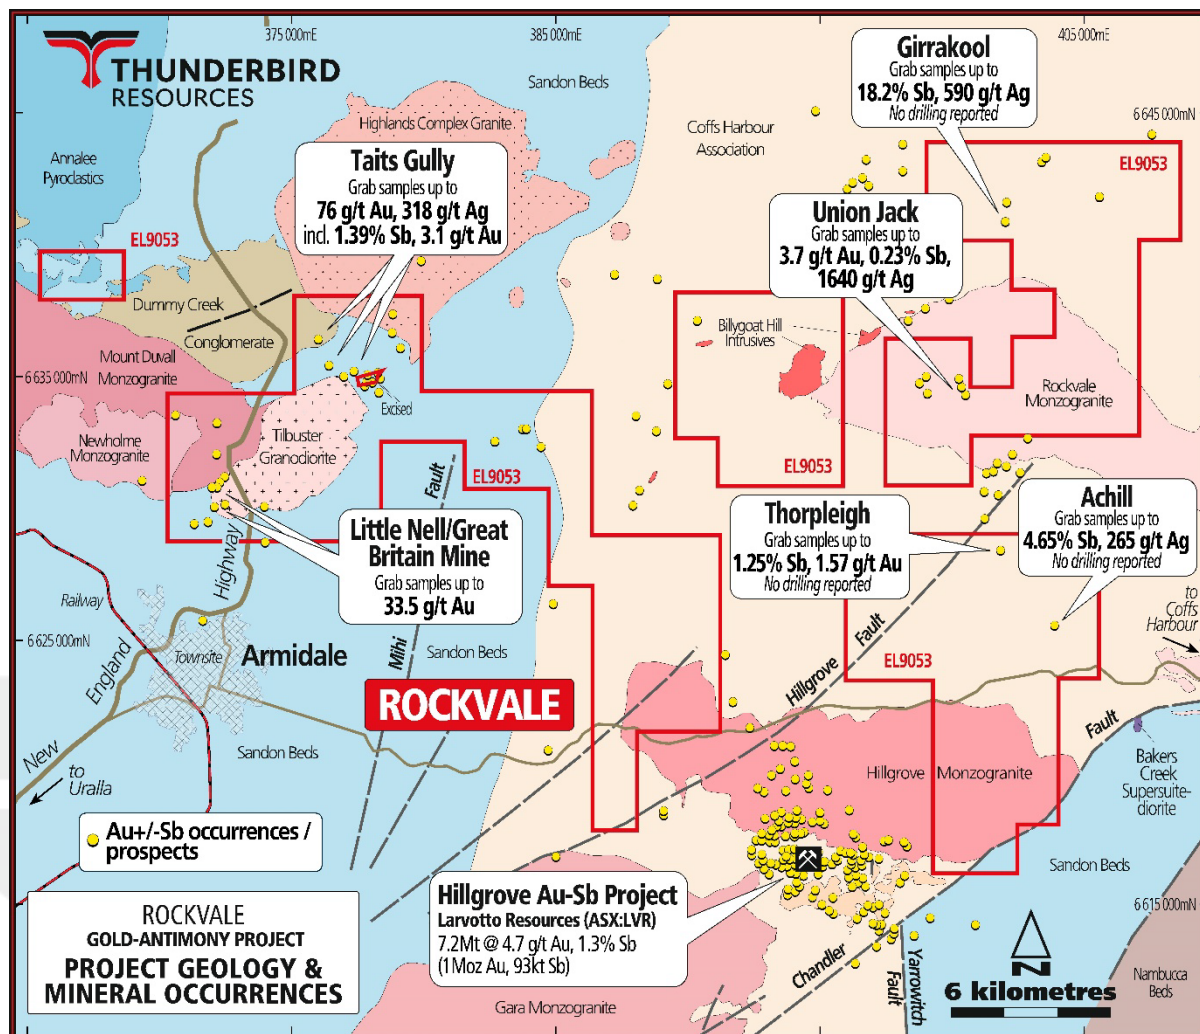 375 000mE
385 000mE
405 000mE
THUNDERBIRD
RESOURCES
Sandon Beds
Girrakool
Grab samples up to
18.2% Sb, 590 g/t Ag
No drilling reported
6 645 000mN
Highlands Complex Granite
Coffs Harbour
Association
Annalee
Pyroclastics
Taits Gully
Grab samples up to
76 g/t Au, 318 g/t Ag
incl. 1.39% Sb, 3.1 g/t Au
EL9053
Union Jack
Grab samples up to
3.7 g/t Au, 0.23% Sb,
1640 g/t Ag
EL9053
Dummy Creek
Conglomerate
Billygoat Hill
Intrusives
Mount Duvall
Monzogranite
6 635 000mN
Excised
Rockvale
Monzogranite
Newholme
Monzogranite
Tilbuster
Granodiorite
EL9053
EL9053
Fault
Little Nell/Great
Britain Mine
Grab samples up to
33.5 g/t Au
Thorpleigh
Grab samples up to
1.25% Sb, 1.57 g/t Au
No drilling reported
Achill
Grab samples up to
4.65% Sb, 265 g/t Ag
No drilling reported
Highway
Railway
to
Coffs
Harbour
6 625 000mN
Townsite
Armidale
England
Mihi
Sandon Beds
Fault
EL9053
ROCKVALE
Hillgrove
New
Sandon Beds
Fault
to
Uralla
Hillgrove Monzogranite
Bakers
Creek
Supersuite-
diorite
Au+/-Sb occurrences /
prospects
Sandon Beds
Hillgrove Au-Sb Project
Larvotto Resources (ASX:LVR)
7.2Mt @ 4.7 g/t Au, 1.3% Sb
(1Moz Au, 93kt Sb)
6 615 000mN
ROCKVALE
GOLD-ANTIMONY PROJECT
PROJECT GEOLOGY &
MINERAL OCCURRENCES
Chandler
Yarrowitch
Fault
N
6 kilometres
Nambucca
Beds
Gara Monzogranite